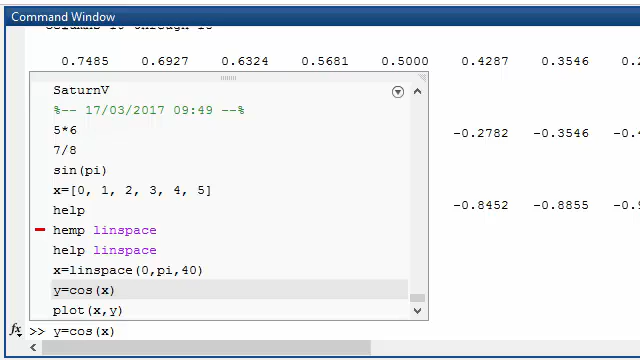 Command Window
0.7485 0.6927 0.6324 0.5681 0.5000 0.4287 0.3546
SaturnV
%-- 17/03/2017 09:49 --%
5*6
-0.2782 -0.3546
7/8
sin(pi)
x=[0, 1, 2, 3, 4, 5]
-0.8452 -0.8855
help
hemp linspace
help linspace
x=linspace(0,pi,40)
y=cos(x)
plot(x,y)
fx >> y=cos(x)